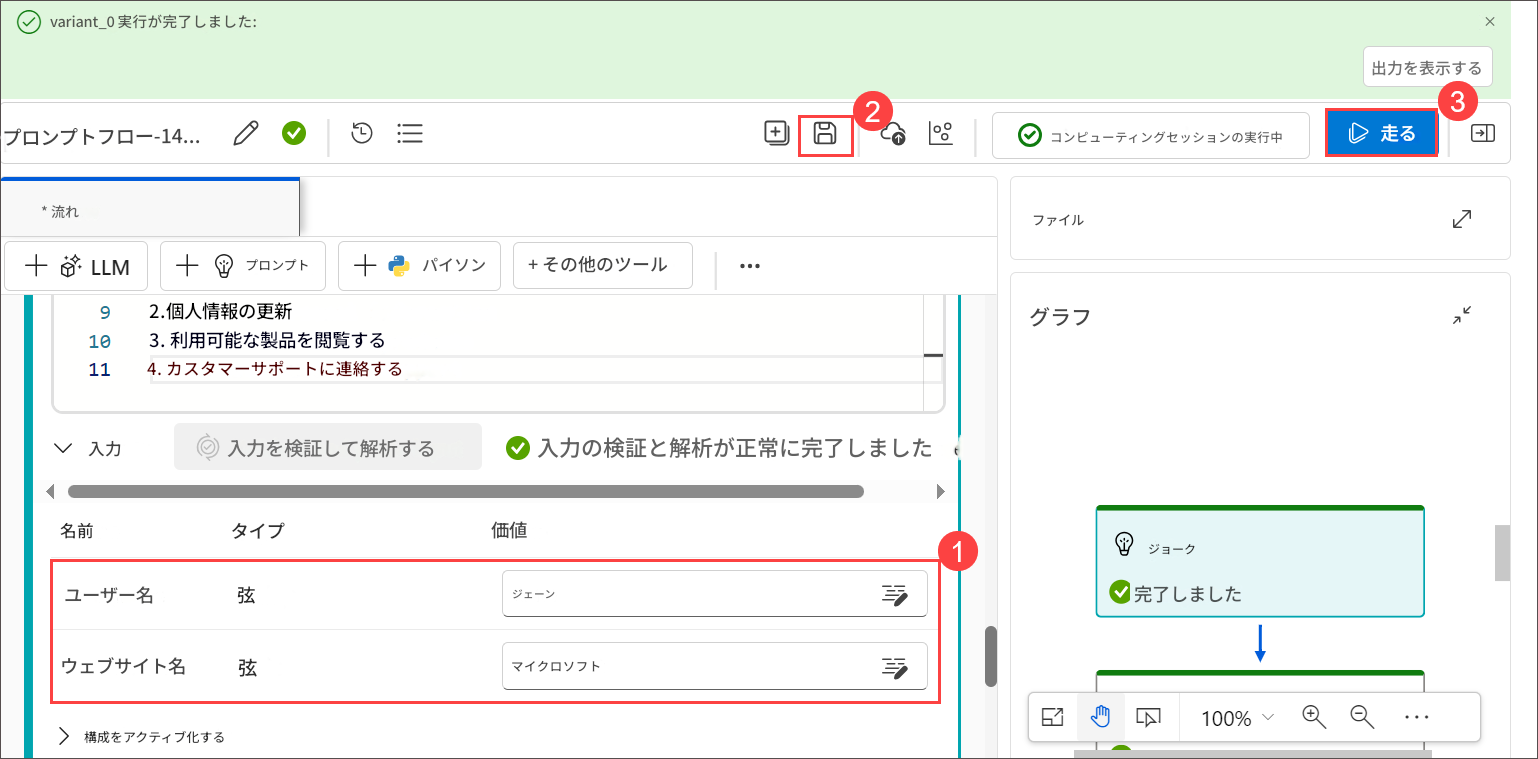 variant_0 実行が完了しました:
出力を表示する
2
3
プロンプトフロー-14...
コンピューティングセッションの実行中
走る
* 流れ
ファイル
LLM
プロンプト
パイソン
+ その他のツール
グラフ
9 2.個人情報の更新
10 3. 利用可能な製品を閲覧する
11 4. カスタマーサポートに連絡する
入力
入力を検証して解析する
入力の検証と解析が正常に完了しました
名前 タイプ 価値
1
ユーザー名 弦 ジェーン
ウェブサイト名 弦 マイクロソフト
構成をアクティブ化する
ジョーク
完了しました
100%